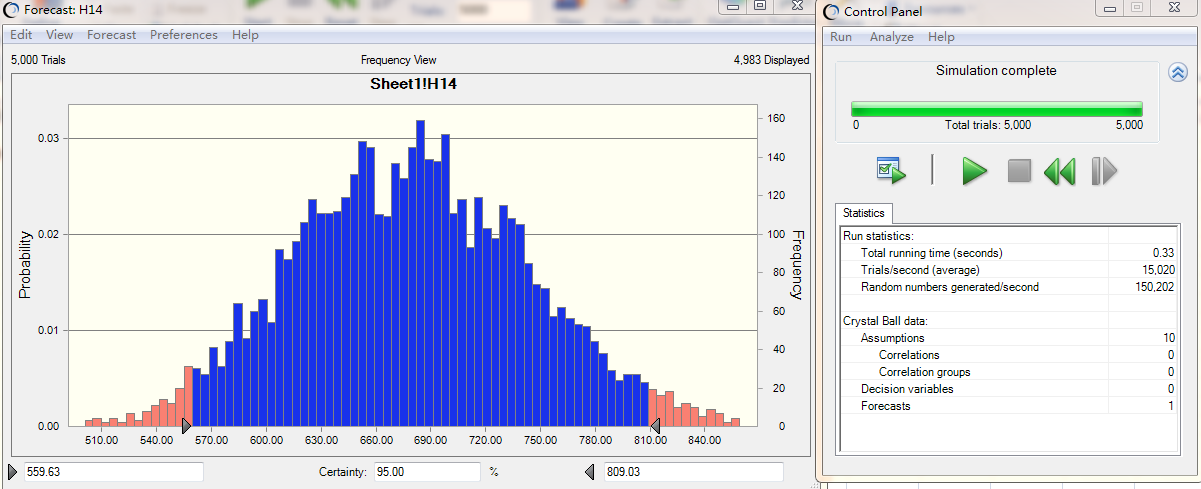 Forecast: H14
Edit View Forecast Preferences Help
5,000 Trials Frequency View 4,983 Displayed
Sheet1!H14
Probability
0.03
0.02
0.01
0.00
160
140
120
100
80
60
40
20
0
Frequency
510.00 540.00 570.00 600.00 630.00 660.00 690.00 720.00 750.00 780.00 810.00 840.00
559.63 Certainty: 95.00 % 809.03
Control Panel
Run Analyze Help
Simulation complete
0 Total trials: 5,000 5,000
Statistics
Run statistics:
Total running time (seconds) 0.33
Trials/second (average) 15,020
Random numbers generated/second 150,202
Crystal Ball data:
Assumptions 10
Correlations 0
Correlation groups 0
Decision variables 0
Forecasts 1